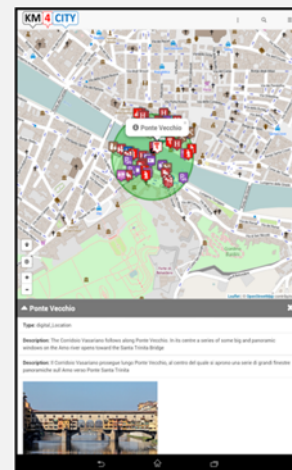 KM 4 CITY
Ponte Vecchio
Leaflet
Ponte Vecchio
Type: digital_Location
Description: The Corridoio Vasariano follows along Ponte Vecchio. In its centre a series of some big and panoramic
windows on the Arno river opens toward the Santa Trinita Bridge
Description: Il Corridoio Vasariano prosegue lungo Ponte Vecchio, al centro del quale si aprono una serie di grandi finestre
panoramiche sull'Arno verso Ponte Santa Trinita